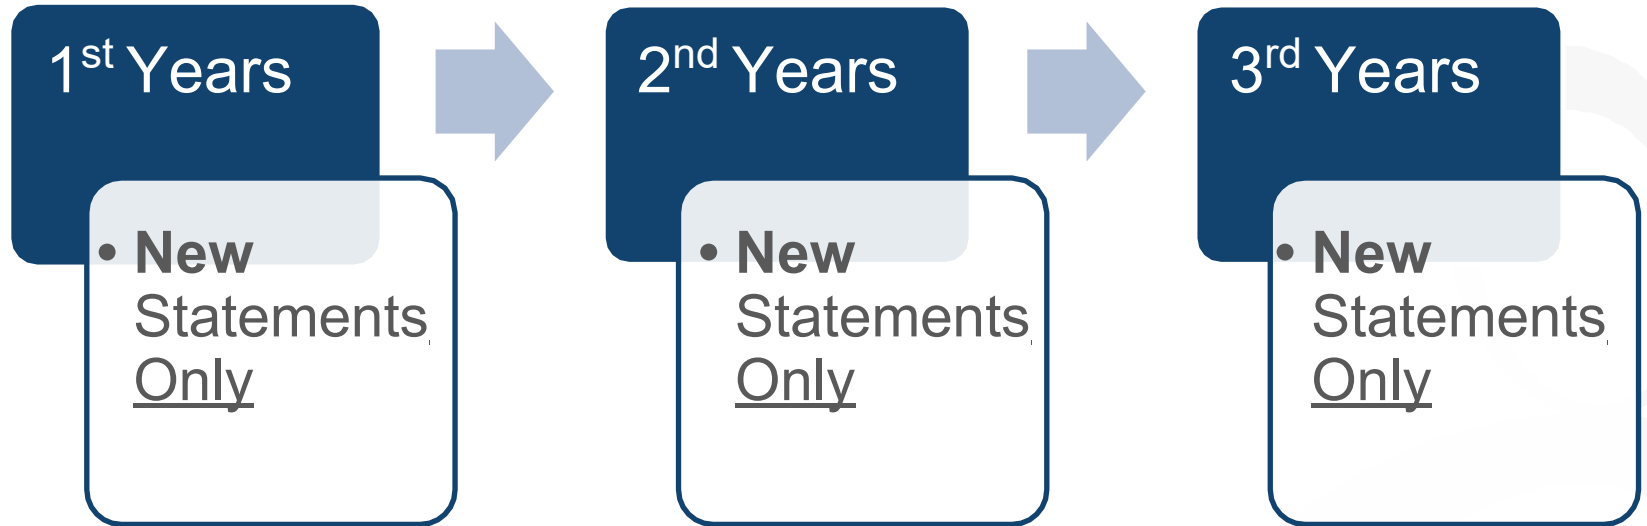 1st Years
• New
Statements
Only
2nd Years
• New
Statements
Only
3rd Years
• New
Statements
Only